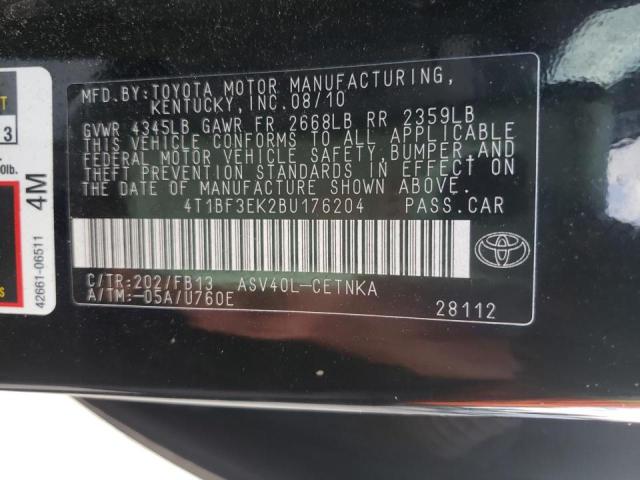 MFD.BY:TOYOTA MOTOR MANUFACTURING,
KENTUCKY,INC.08/10
GVWR 4345LB GAWR FR 2668LB RR 2359LB
THIS VEHICLE CONFORMS TO ALL APPLICABLE
FEDERAL MOTOR VEHICLE SAFETY,BUMPER,AND
THEFT PREVENTION STANDARDS IN EFFECT ON
THE DATE OF MANUFACTURE SHOWN ABOVE.
4T1BF3EK2BU176204 PASS.CAR
C/TR:202/FB13 ASV40L-CETNKA
A/TM:-05A/U760E
28112
3
0lb.
4M
42661-06511